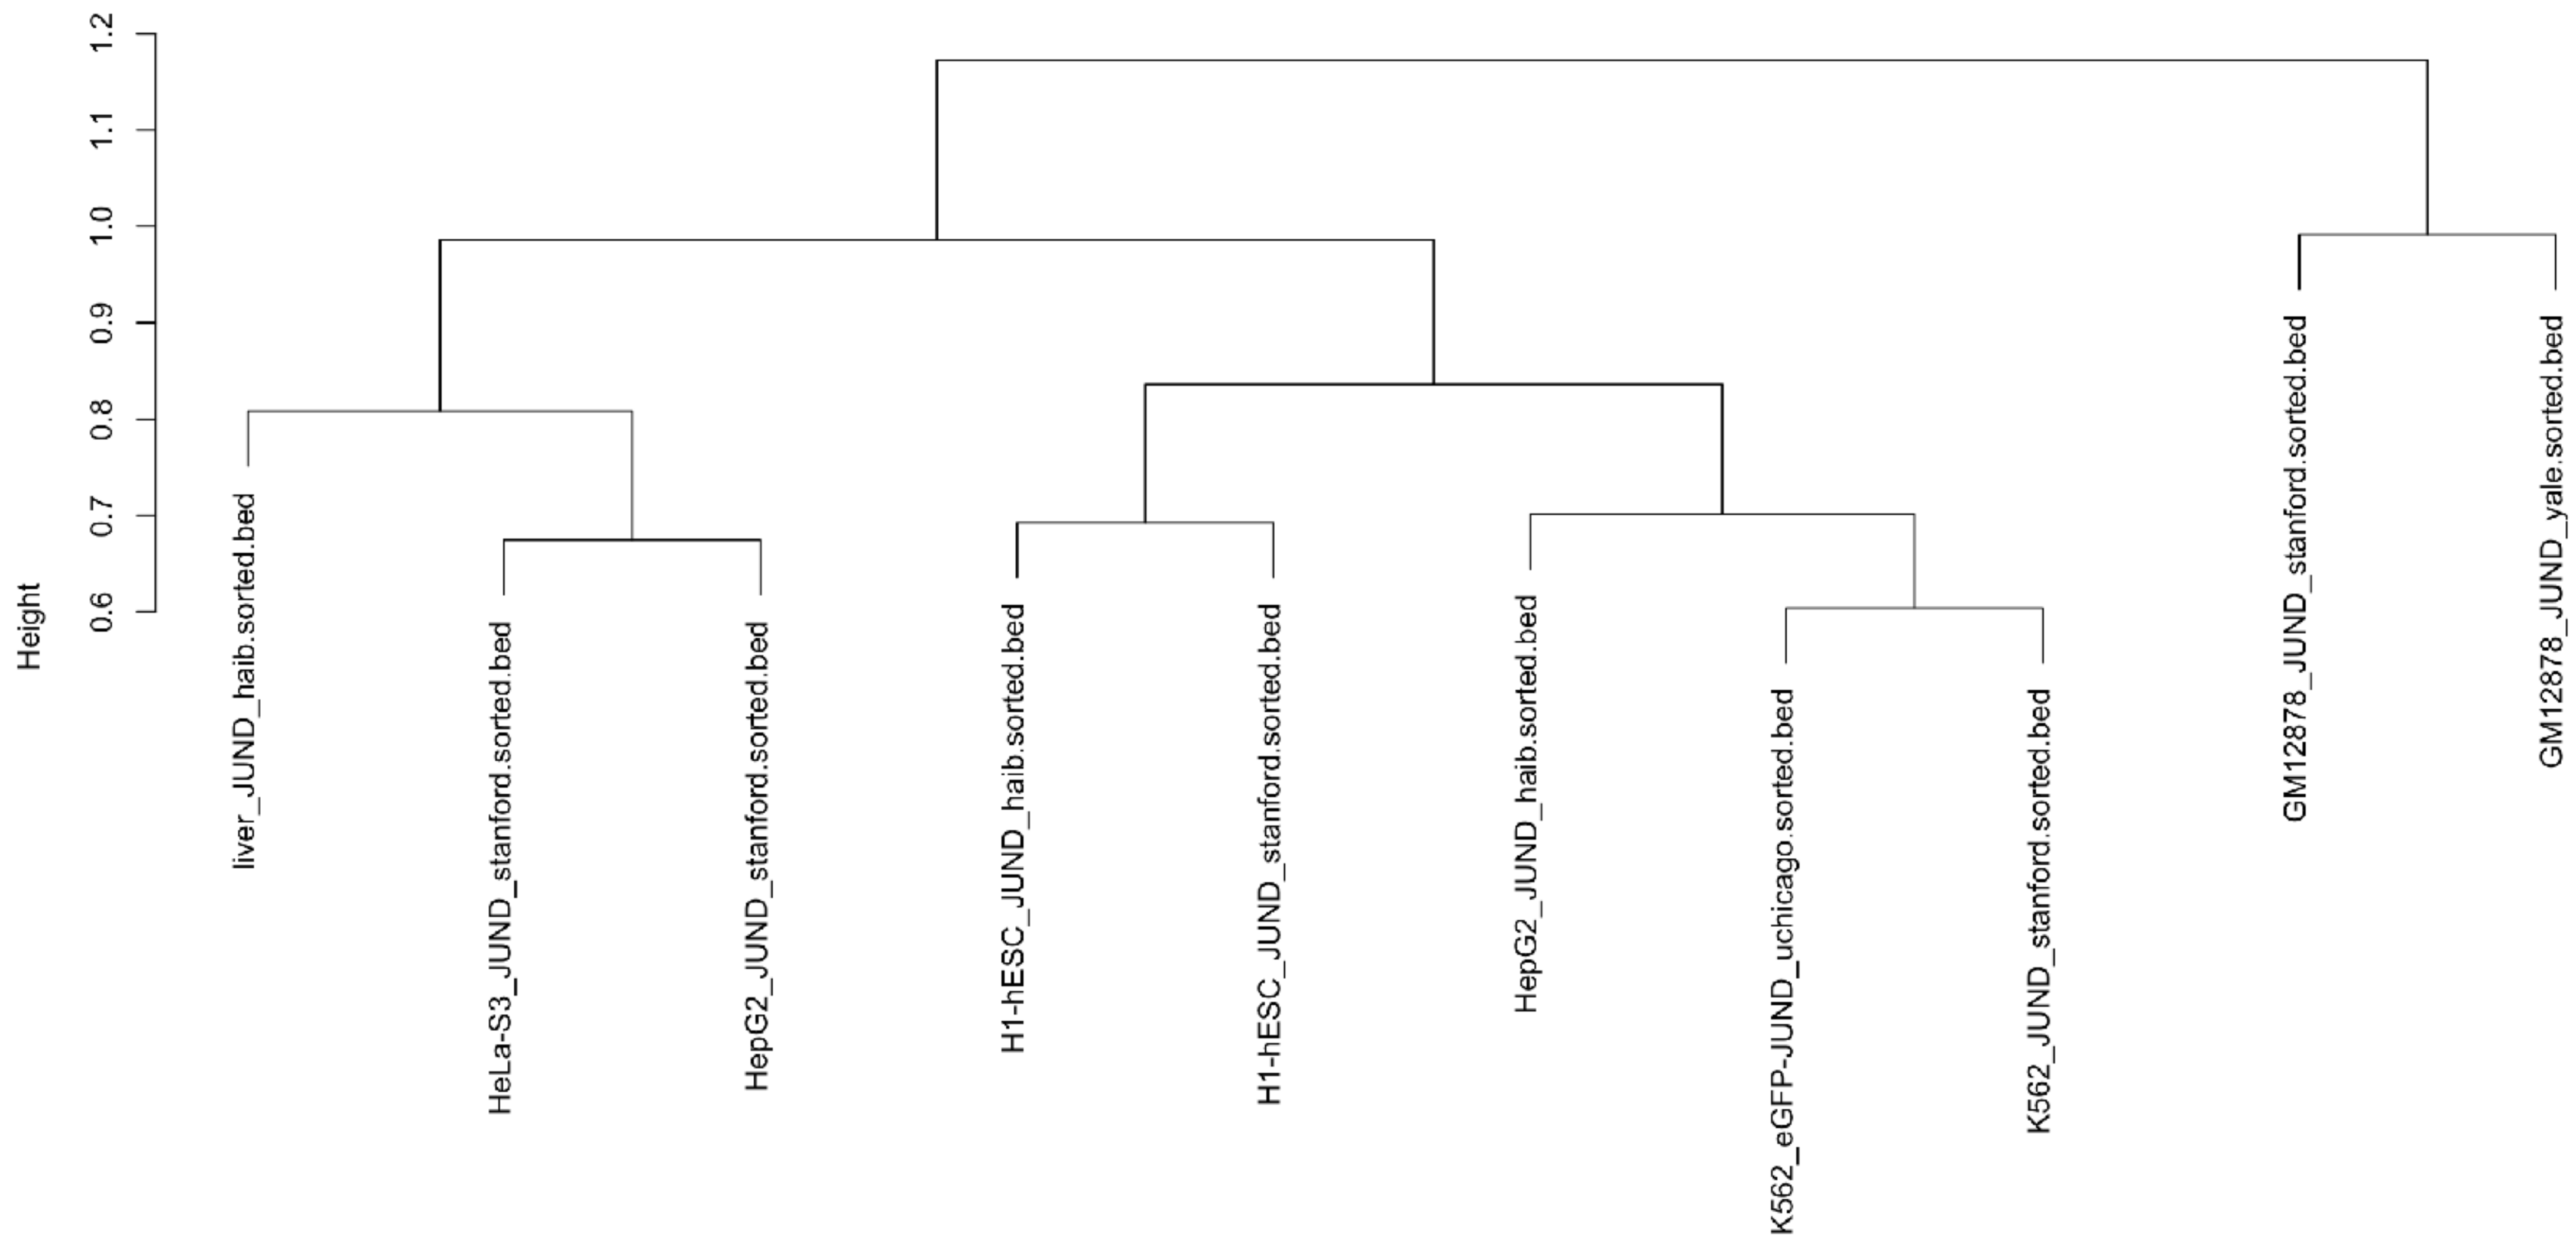 1.2
1.1
1.0
0.9
0.8
0.7
0.6
Height
liver_JUND_haib.sorted.bed
HeLa-S3_JUND_stanford.sorted.bed
HepG2_JUND_stanford.sorted.bed
H1-hESC_JUND_haib.sorted.bed
H1-hESC_JUND_stanford.sorted.bed
HepG2_JUND_haib.sorted.bed
K562_eGFP-JUND_uchicago.sorted.bed
K562_JUND_stanford.sorted.bed
GM12878_JUND_stanford.sorted.bed
GM12878_JUND_yale.sorted.bed